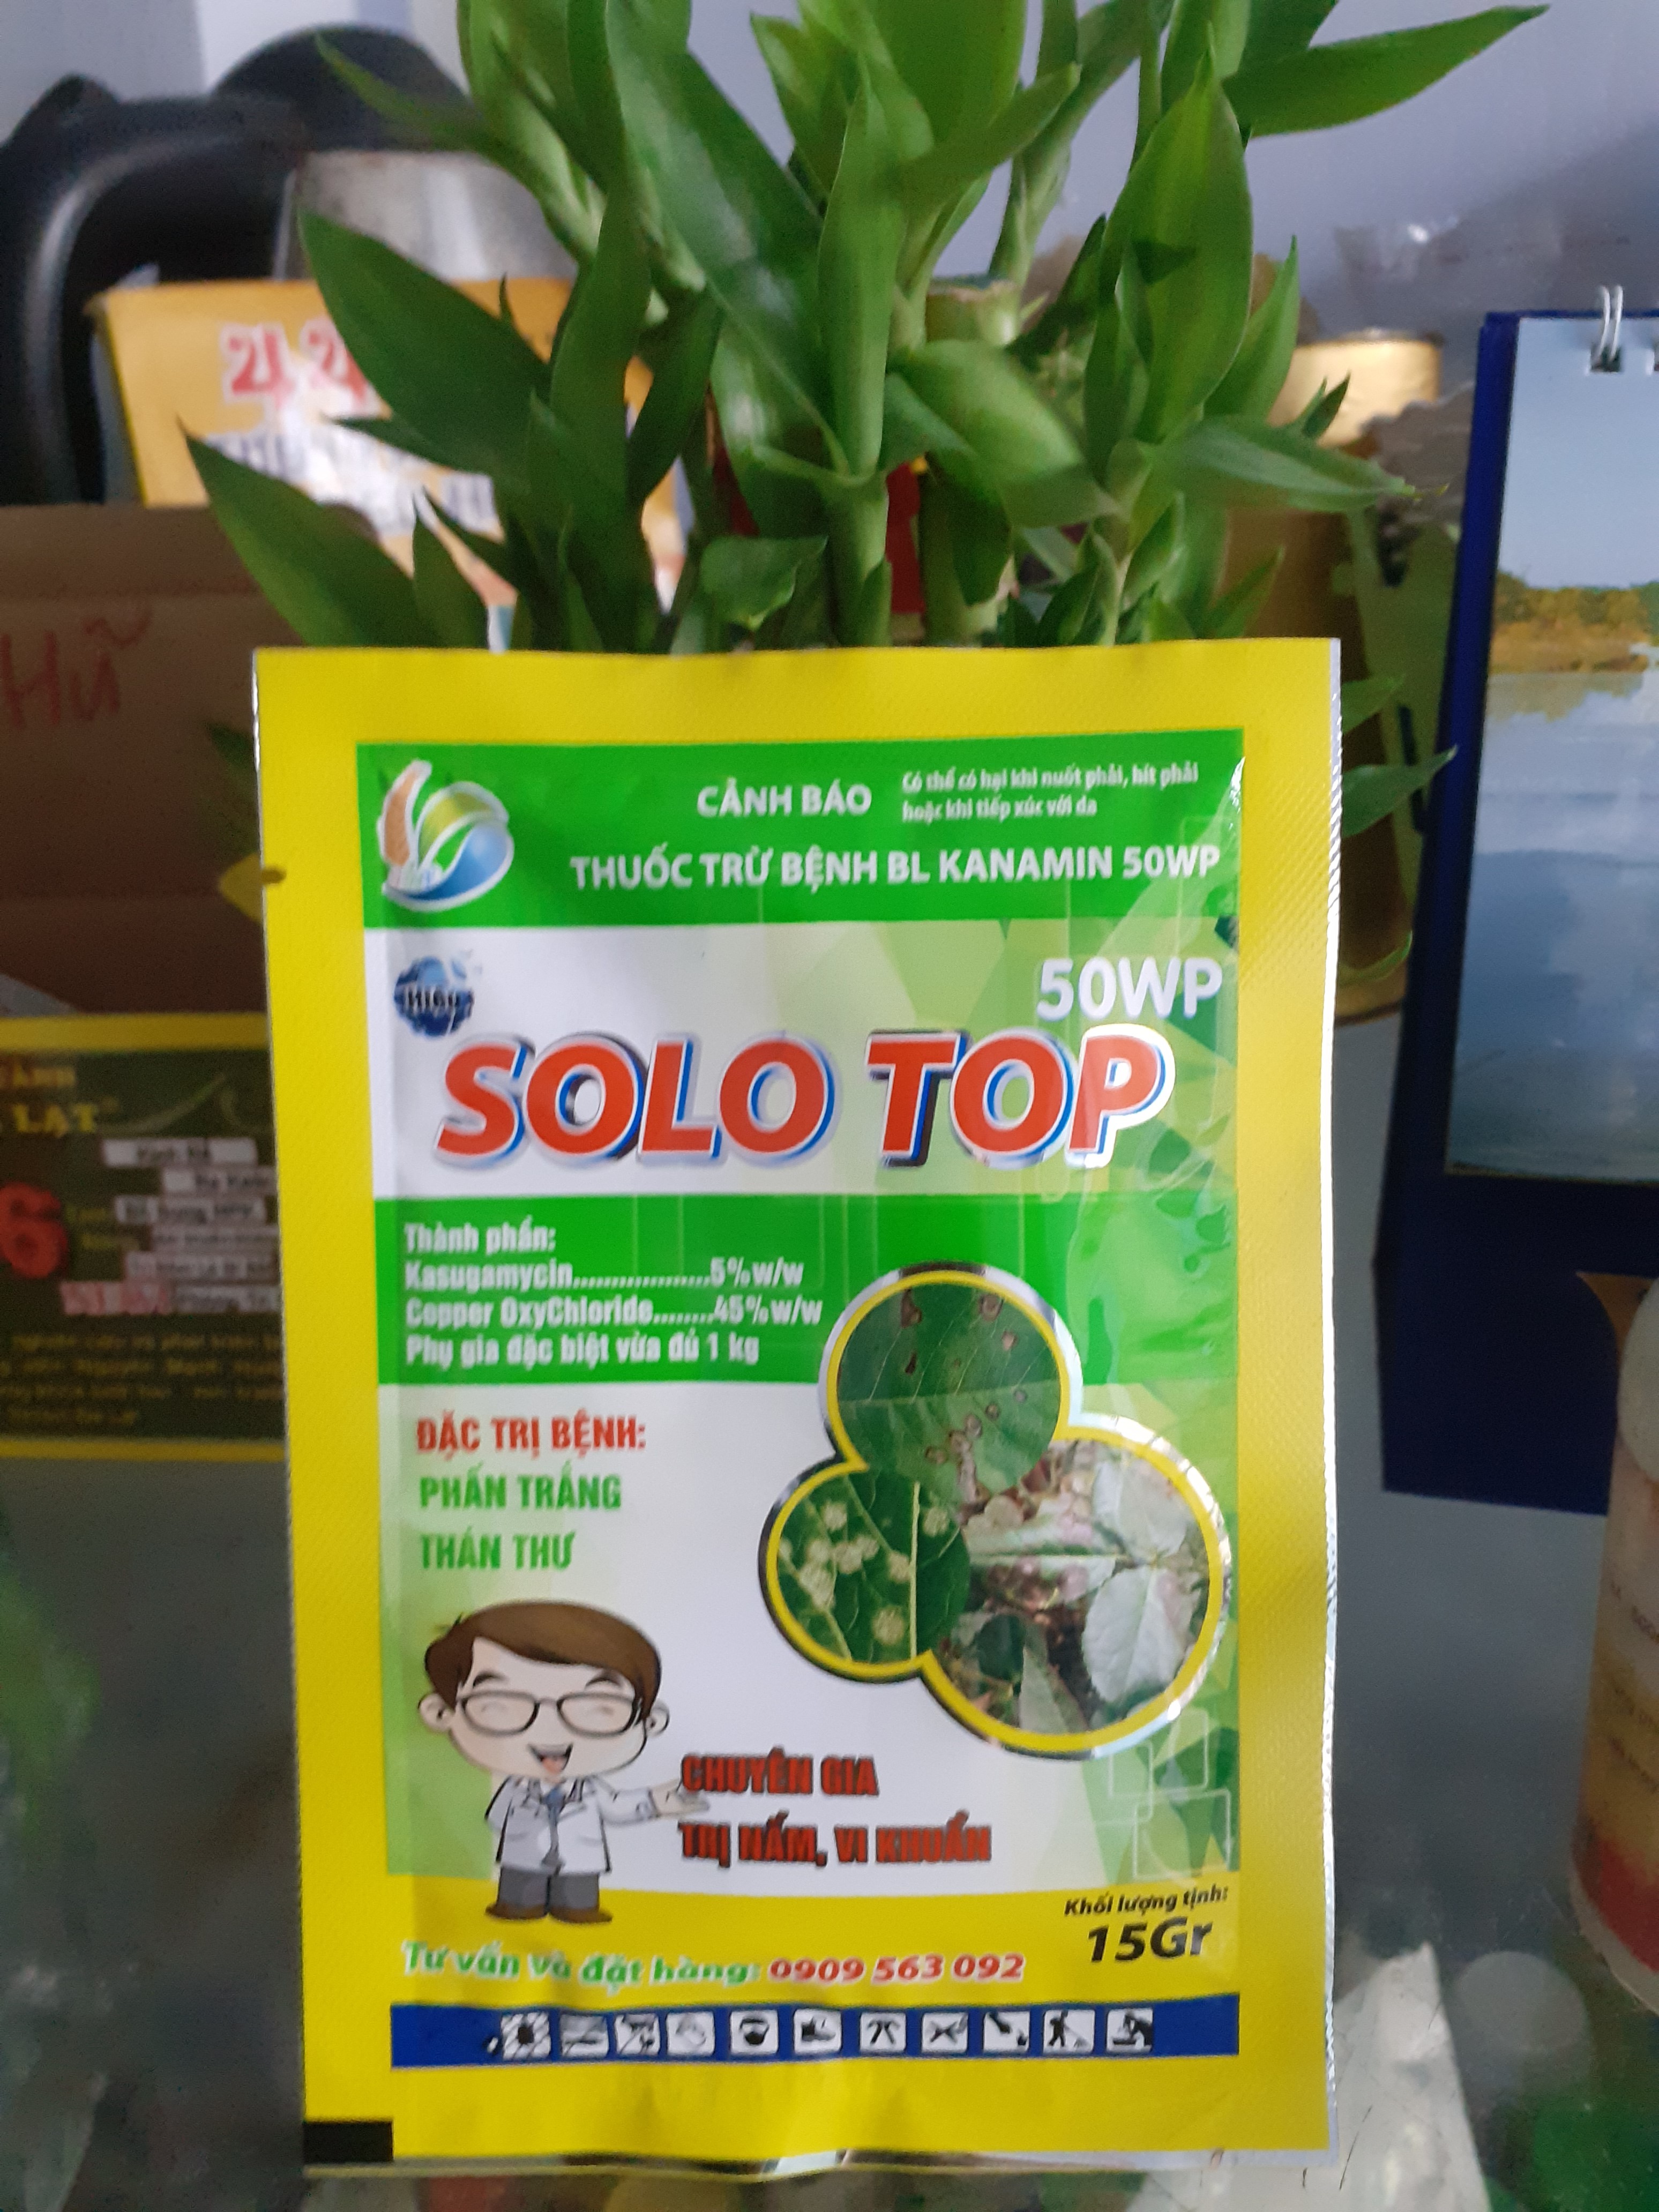 Hũ
CẢNH BÁO
Có thể có hại khi nuốt phải, hít phải
hoặc khi tiếp xúc với da
THUỐC TRỪ BỆNH BL KANAMIN 50WP
50WP
SOLO TOP
Thành phần:
Kasugamycin...................5%w/w
Copper OxyChloride........45%w/w
Phụ gia đặc biệt vừa đủ 1 kg
ĐẶC TRỊ BỆNH:
PHẤN TRẮNG
THÁN THƯ
CHUYÊN GIA
TRỊ NẤM, VI KHUẨN
Khối lượng tịnh:
15Gr
Tư vấn và đặt hàng: 0909 563 092
LẠT
6